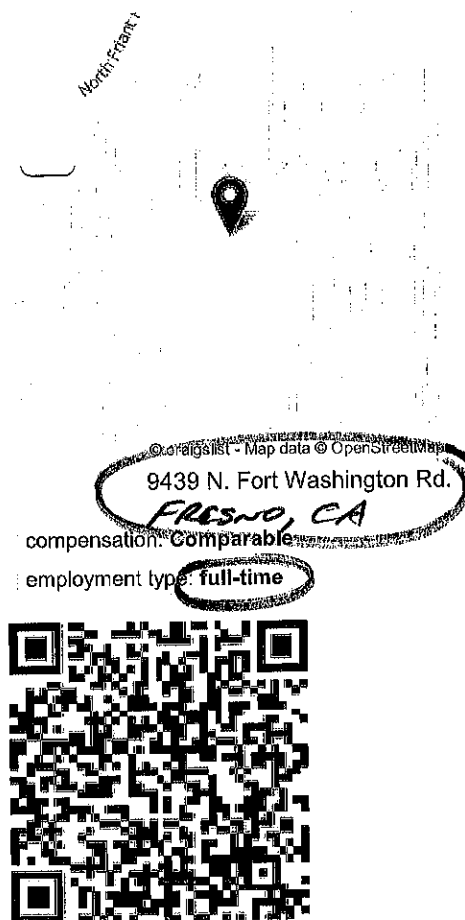 North Friant
© craigslist - Map data © OpenStreetMap
9439 N. Fort Washington Rd.
FRESNO, CA
compensation: Comparable
employment type: full-time